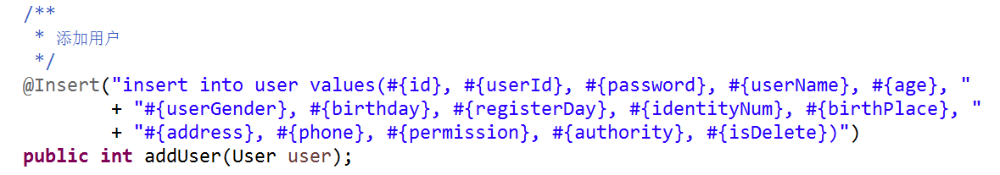 /**
 * 添加用户
 */
@Insert("insert into user values(#{id}, #{userId}, #{password}, #{userName}, #{age}, "
        + "#{userGender}, #{birthday}, #{registerDay}, #{identityNum}, #{birthPlace}, "
        + "#{address}, #{phone}, #{permission}, #{authority}, #{isDelete})")
public int addUser(User user);